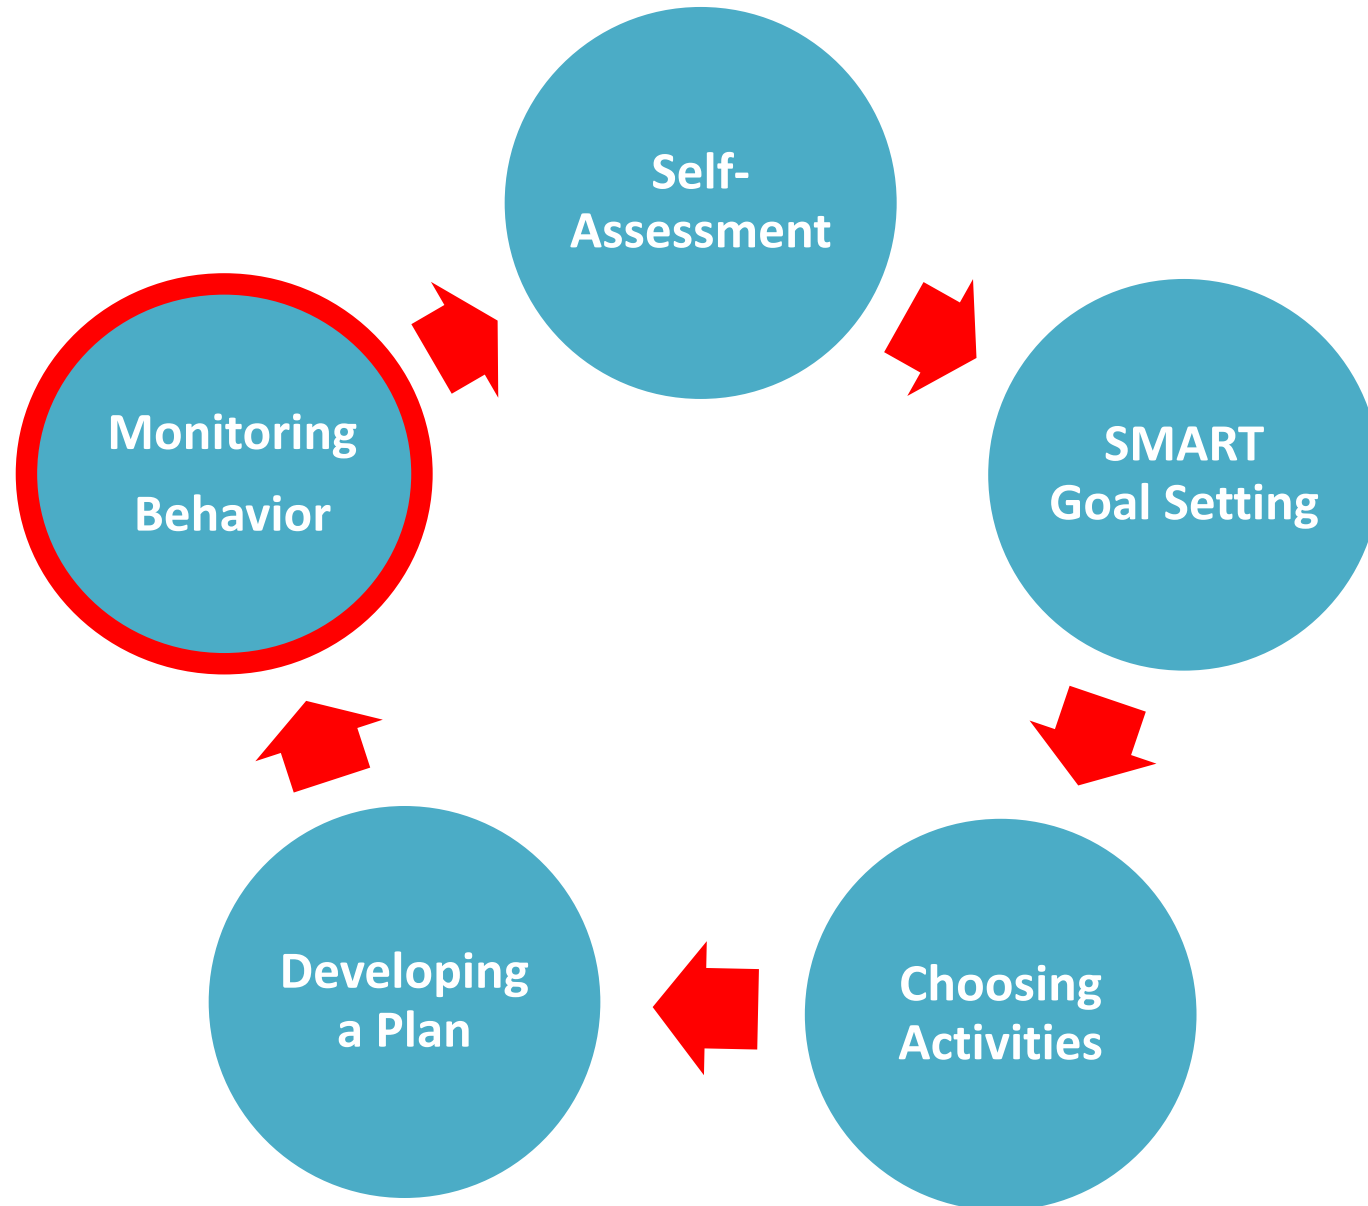 Self-
Assessment
SMART
Goal Setting
Choosing
Activities
Developing
a Plan
Monitoring
Behavior